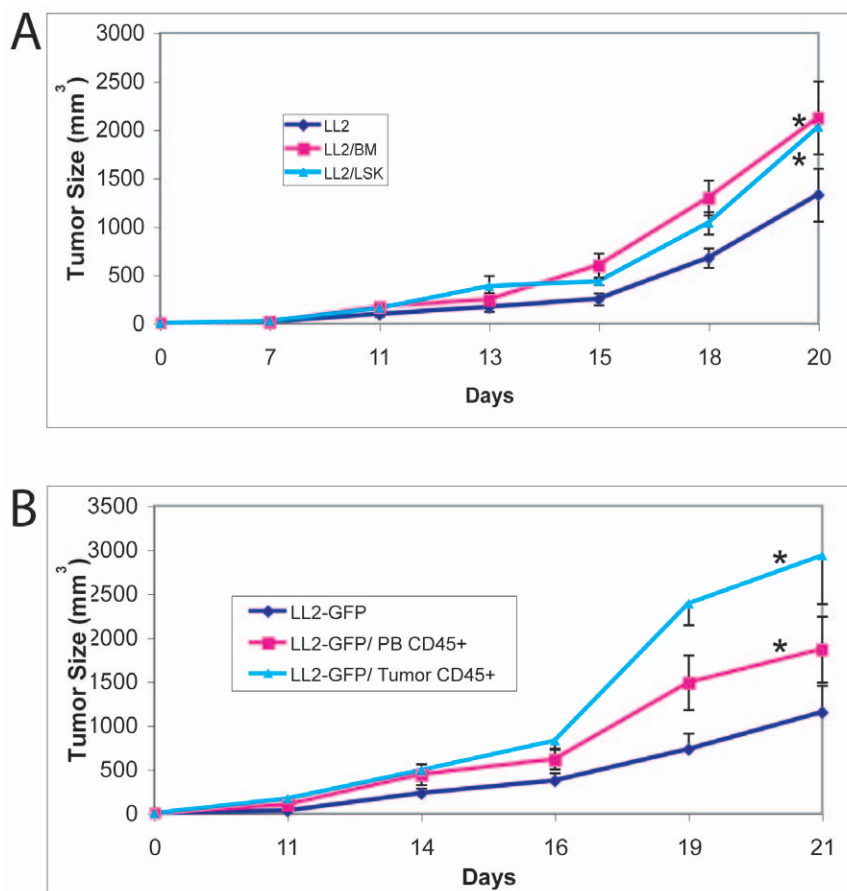 A
3000
2500
2000
1500
1000
500
0
Tumor Size (mm³)
LL2
LL2/BM
LL2/LSK
*
*
0 7 11 13 15 18 20
Days
B
3500
3000
2500
2000
1500
1000
500
0
Tumor Size (mm³)
LL2-GFP
LL2-GFP/ PB CD45+
LL2-GFP/ Tumor CD45+
*
*
0 11 14 16 19 21
Days